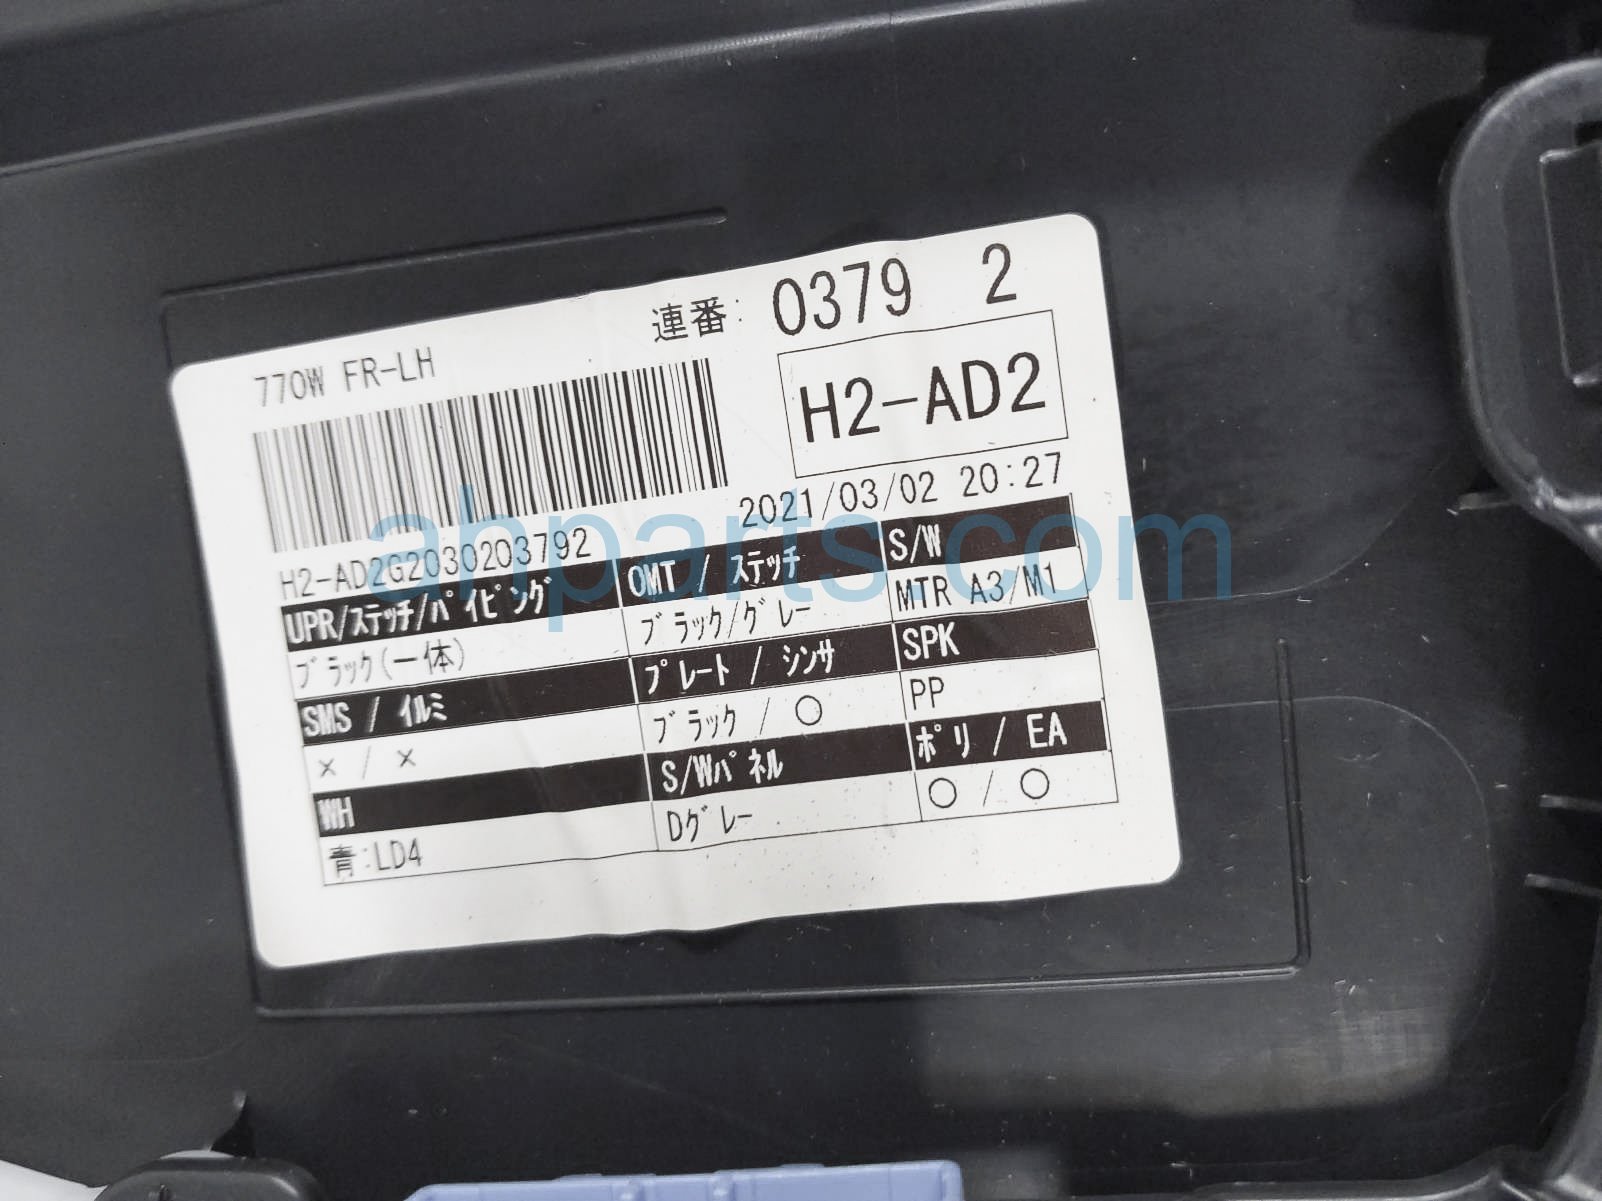 連番: 0379 2
770W FR-LH
H2-AD2
2021/03/02 20:27
H2-AD2G2030203792
UPR/ステッチ/パイピング OMT / ステッチ S/W
ブラック(一体) ブラック/グレー MTR A3/M1
SMS / イルミ プレート / シンサ SPK
× / × ブラック / ○ PP
WH S/Wパネル ポリ / EA
青:LD4 Dグレー ○ / ○
ahparts.com